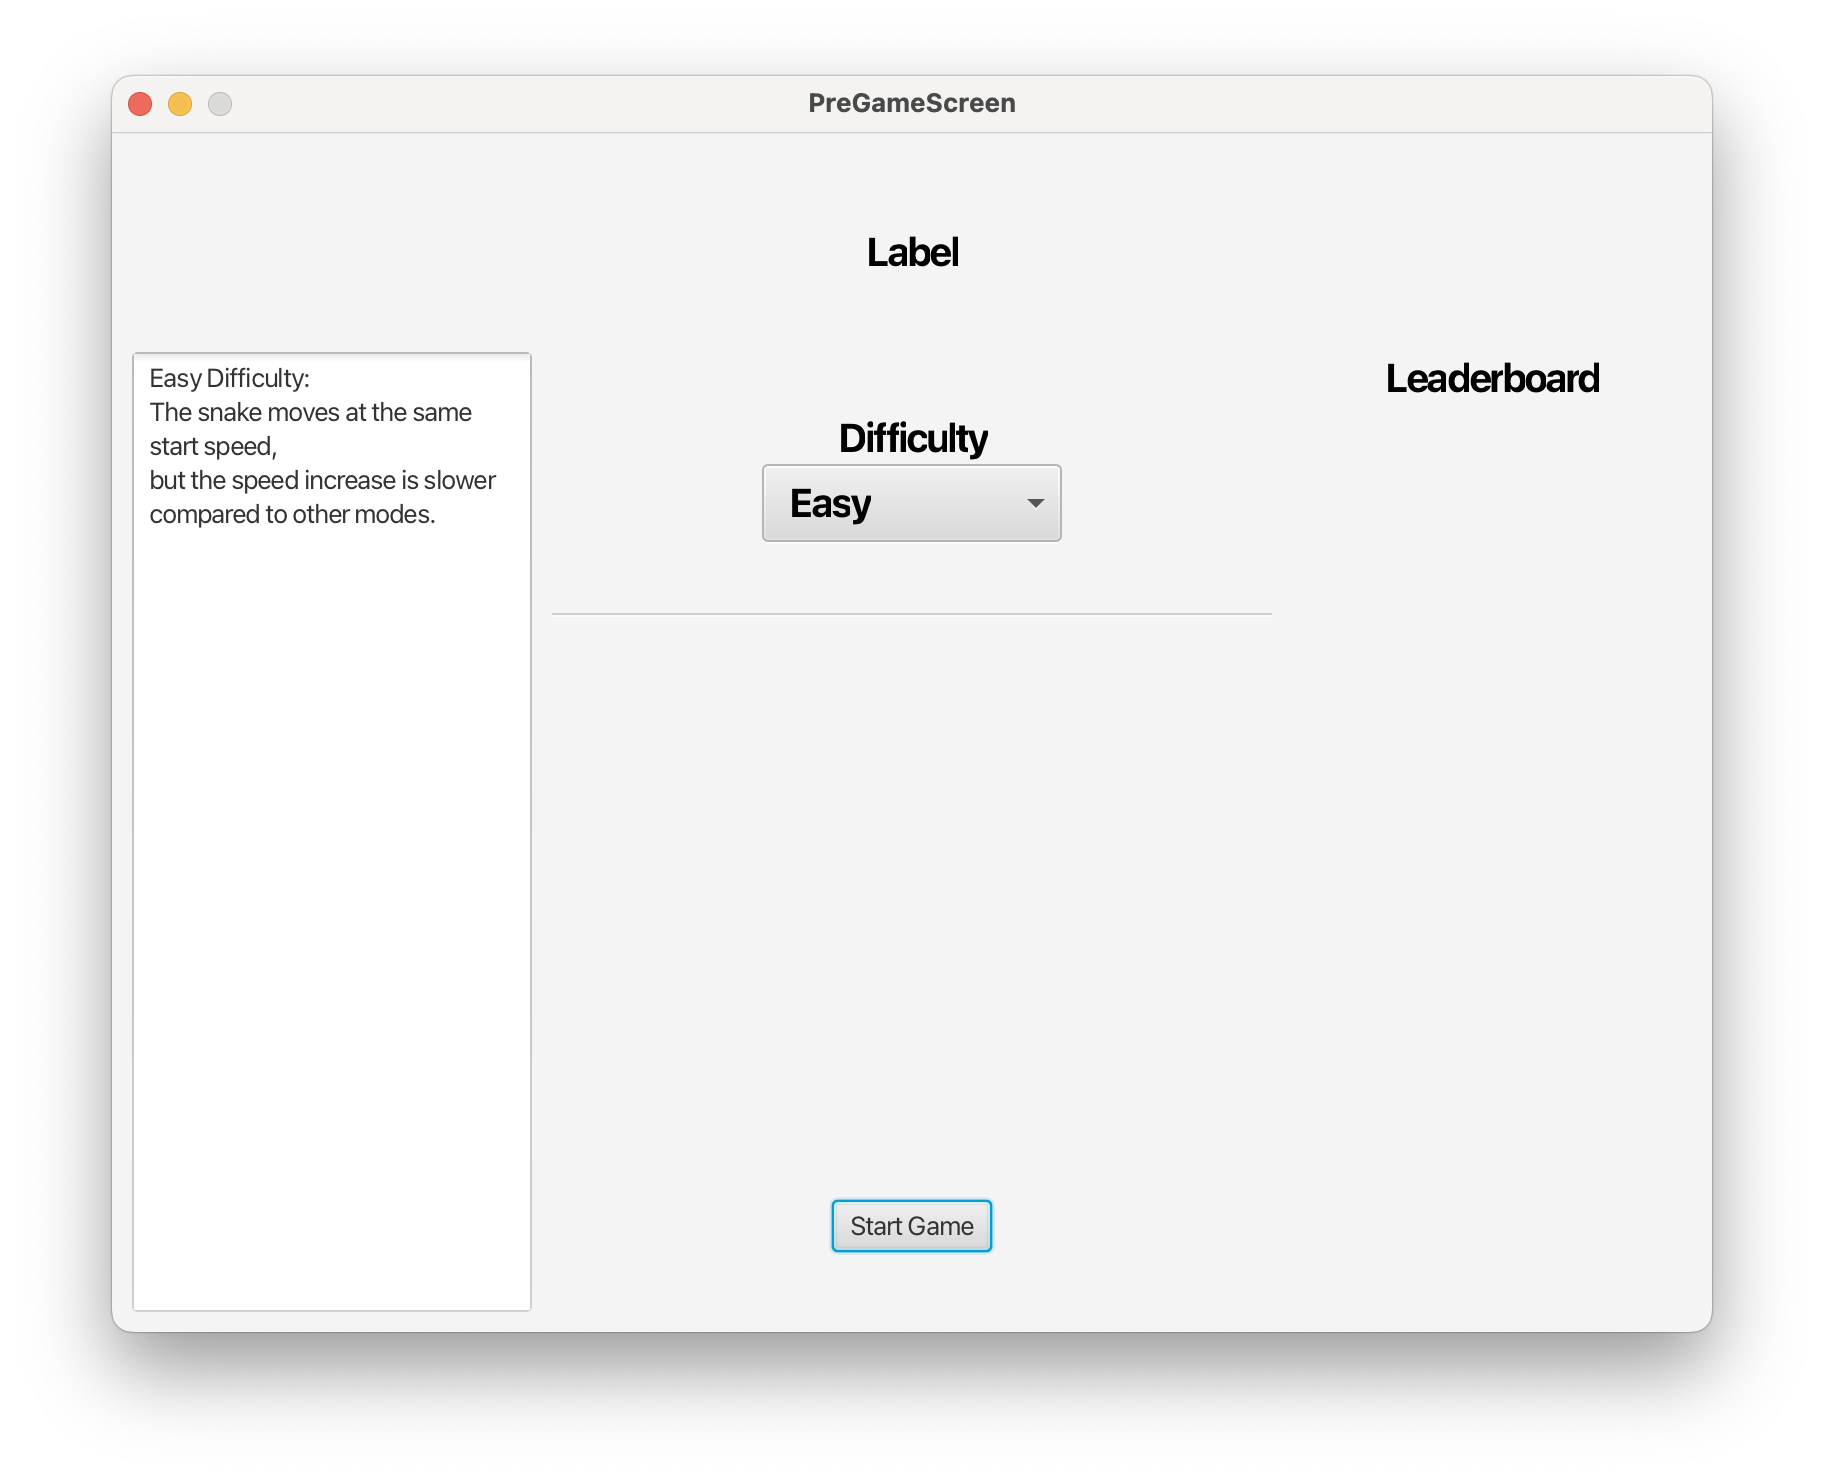 PreGameScreen
Label
Easy Difficulty:
The snake moves at the same
start speed,
but the speed increase is slower
compared to other modes.
Difficulty
Easy
Leaderboard
Start Game